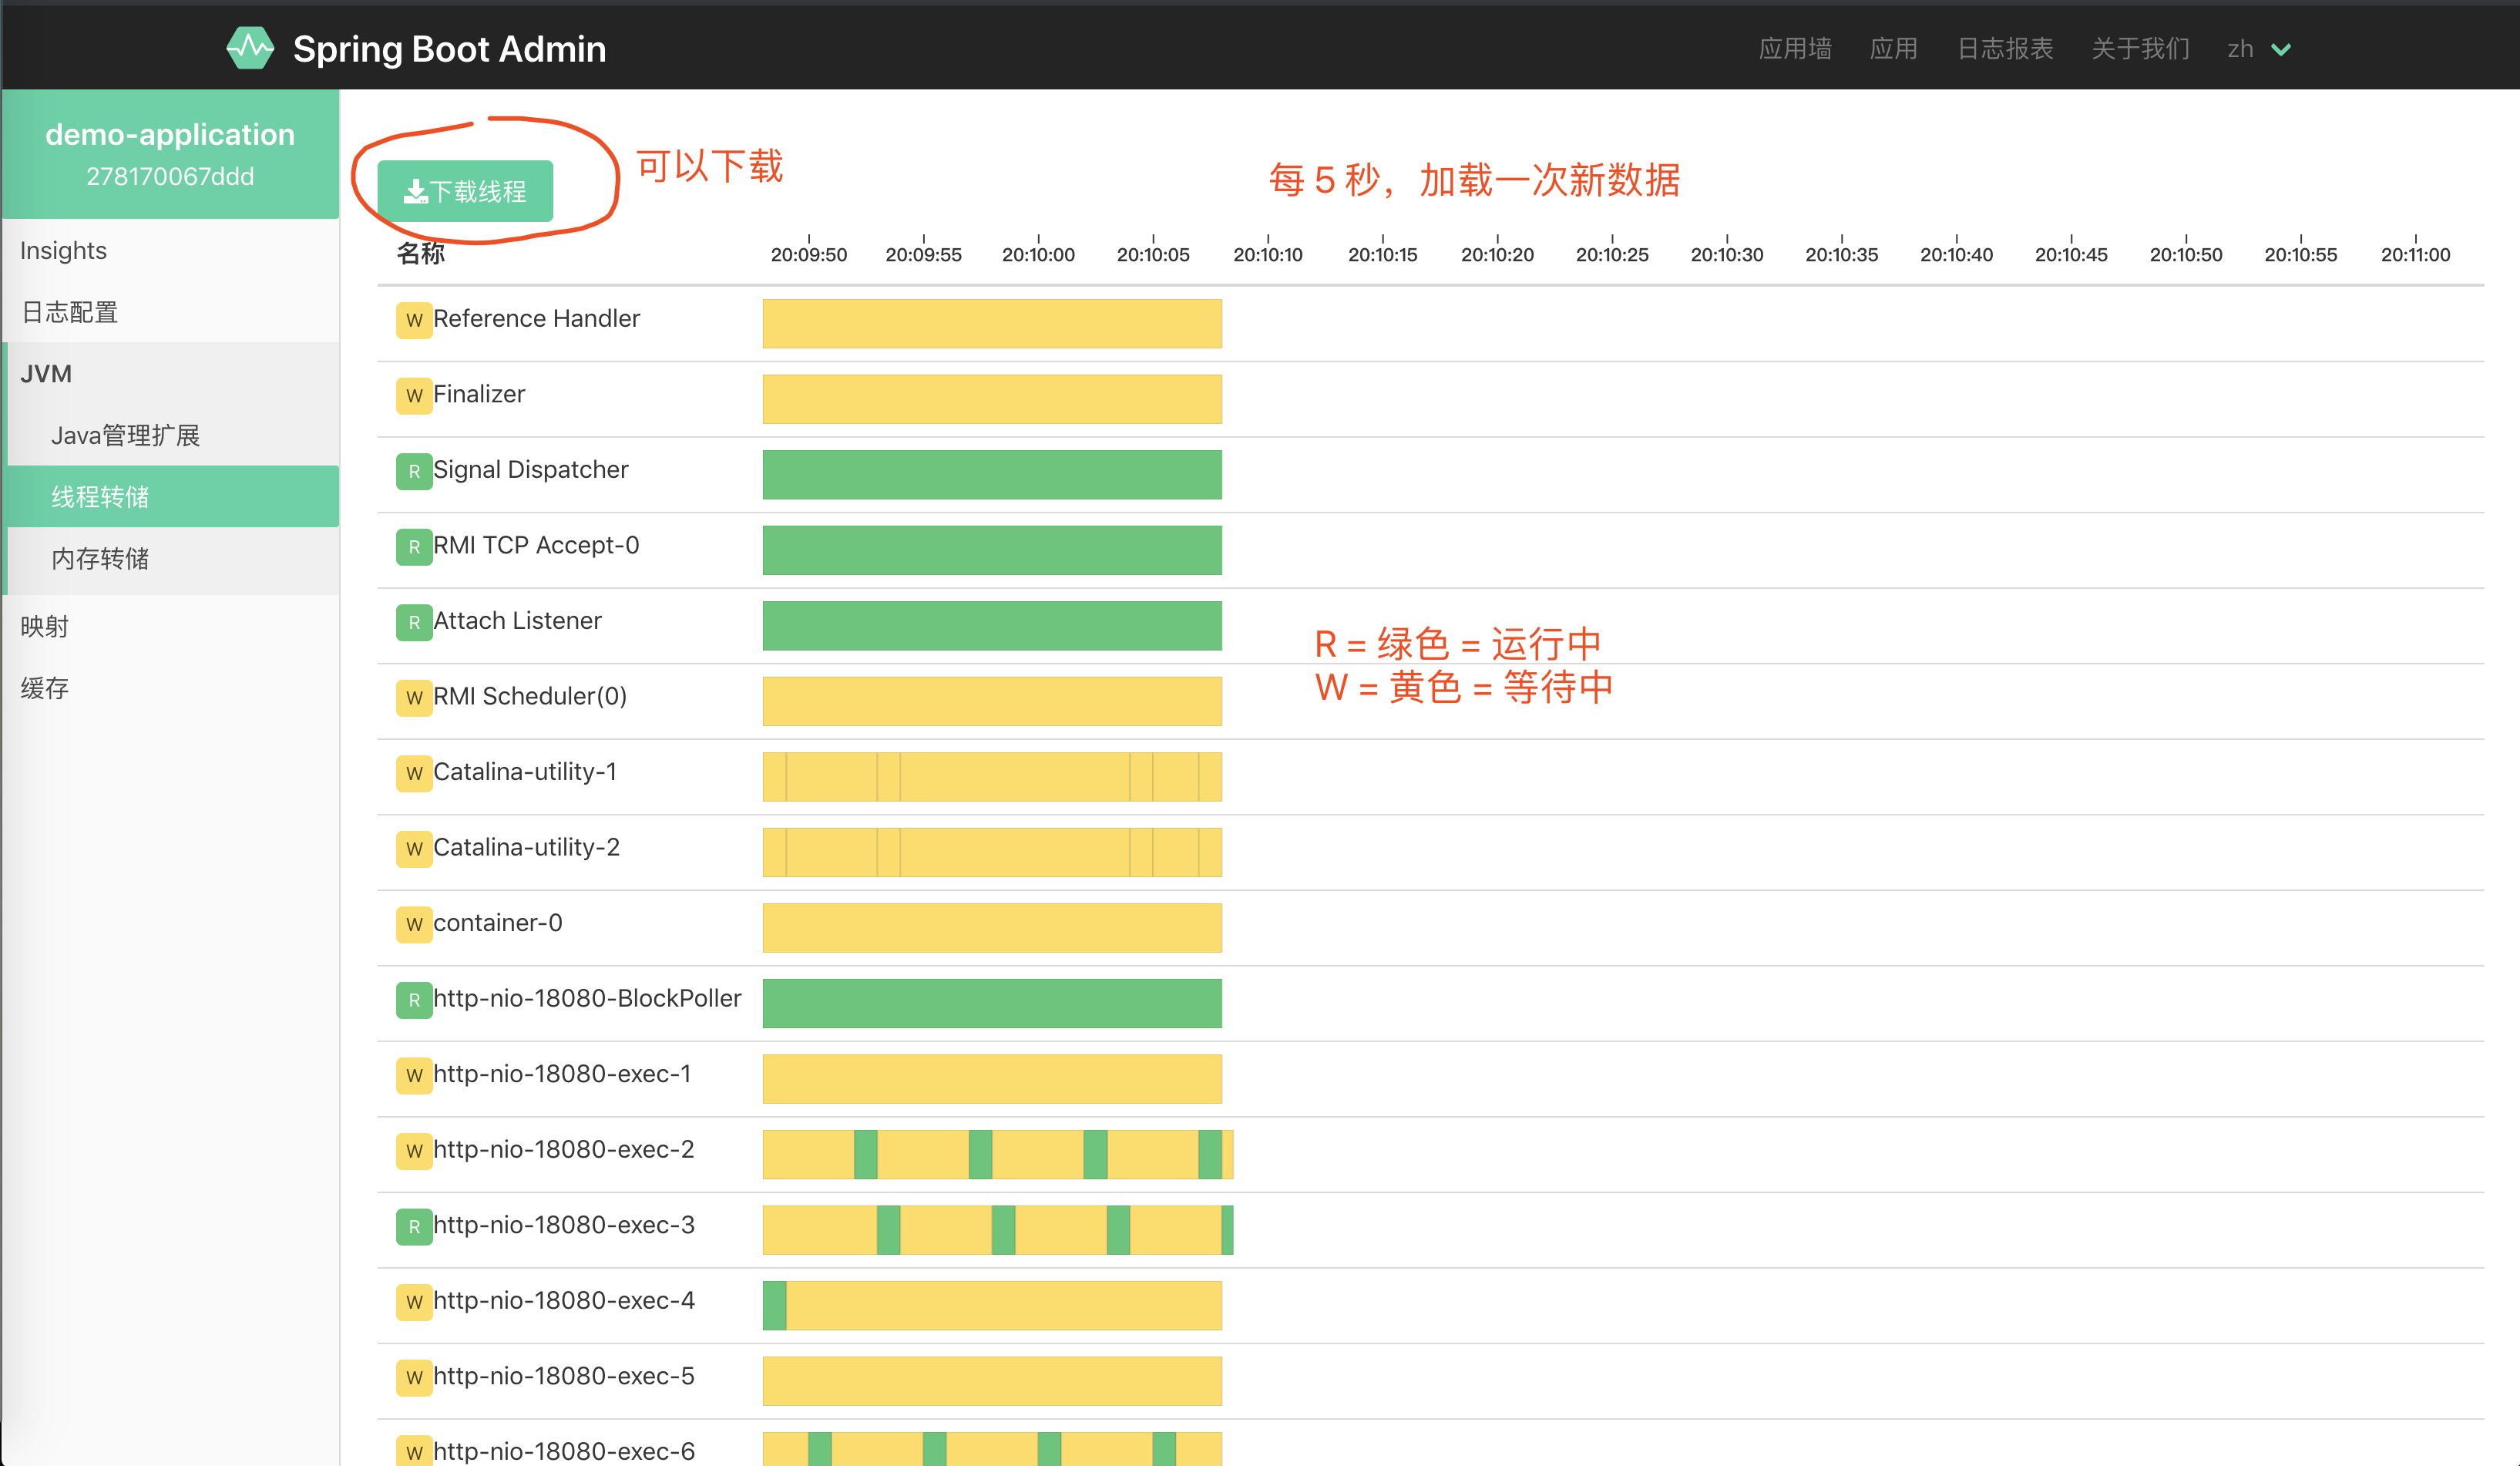 Spring Boot Admin
应用墙 应用 日志报表 关于我们 zh
demo-application
278170067ddd
Insights
日志配置
JVM
Java管理扩展
线程转储
内存转储
映射
缓存
下载线程
可以下载
每 5 秒，加载一次新数据
名称 20:09:50 20:09:55 20:10:00 20:10:05 20:10:10 20:10:15 20:10:20 20:10:25 20:10:30 20:10:35 20:10:40 20:10:45 20:10:50 20:10:55 20:11:00
W Reference Handler
W Finalizer
R Signal Dispatcher
R RMI TCP Accept-0
R Attach Listener
R = 绿色 = 运行中
W = 黄色 = 等待中
W RMI Scheduler(0)
W Catalina-utility-1
W Catalina-utility-2
W container-0
R http-nio-18080-BlockPoller
W http-nio-18080-exec-1
W http-nio-18080-exec-2
R http-nio-18080-exec-3
W http-nio-18080-exec-4
W http-nio-18080-exec-5
W http-nio-18080-exec-6